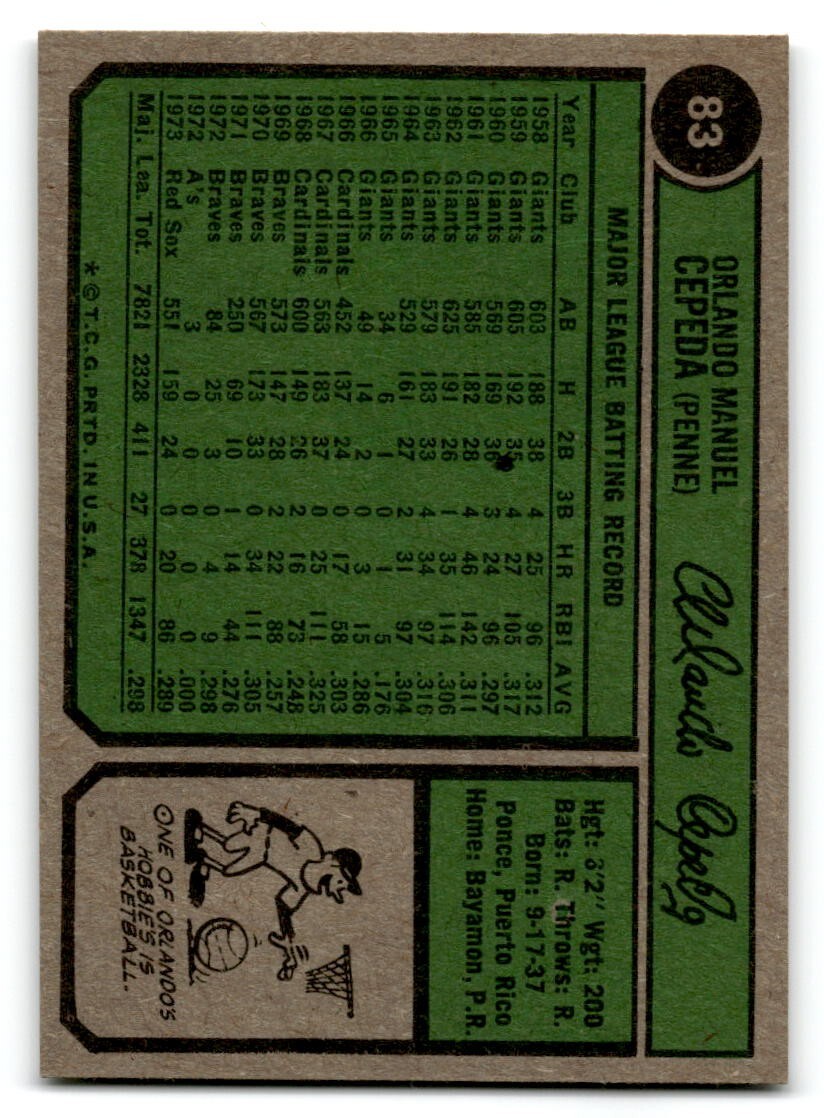 83
ORLANDO MANUEL
CEPEDA (PENNE)
Orlando Cepeda
MAJOR LEAGUE BATTING RECORD
Year Club AB H 2B 3B HR RBI AVG
1958 Giants 603 188 38 4 25 96 .312
1959 Giants 605 192 35 4 27 105 .317
1960 Giants 569 169 36 3 24 96 .297
1961 Giants 585 182 28 4 46 142 .311
1962 Giants 625 191 26 1 35 114 .306
1963 Giants 579 183 33 4 34 97 .316
1964 Giants 529 161 27 2 31 97 .304
1965 Giants 34 6 1 0 1 5 .176
1966 Giants 49 14 2 0 3 15 .286
1966 Cardinals 452 137 24 0 17 58 .303
1967 Cardinals 563 183 37 0 25 111 .325
1968 Cardinals 600 149 26 2 16 73 .248
1969 Braves 573 147 28 2 22 88 .257
1970 Braves 567 173 33 0 34 111 .305
1971 Braves 250 69 10 1 14 44 .276
1972 Braves 84 25 3 0 4 9 .298
1972 A's 3 0 0 0 0 0 .000
1973 Red Sox 551 159 24 0 20 86 .289
Maj. Lea. Tot. 7821 2328 411 27 378 1347 .298
* © T.C.G. PRTD. IN U.S.A.
Hgt: 6'2" Wgt: 200
Bats: R. Throws: R.
Born: 9-17-37
Ponce, Puerto Rico
Home: Bayamon, P.R.
ONE OF ORLANDO'S
HOBBIES IS
BASKETBALL.